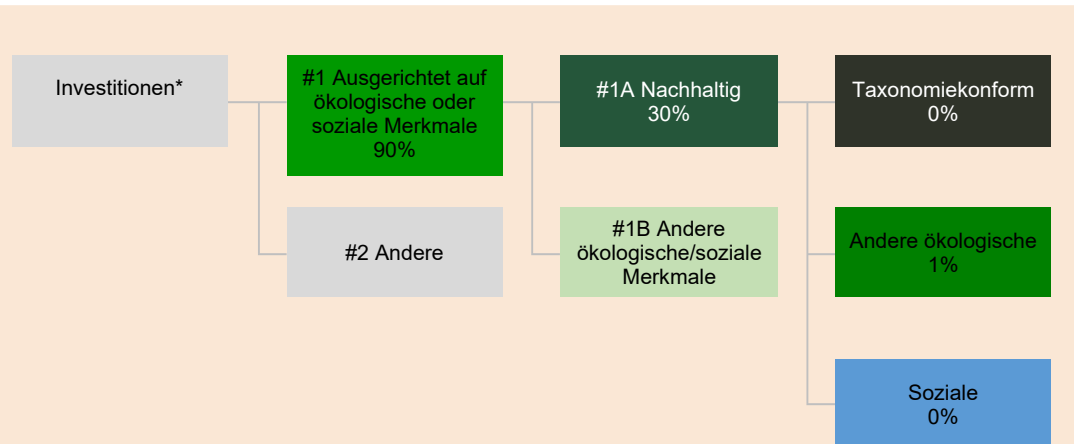 Investitionen*
#1 Ausgerichtet auf
ökologische oder
soziale Merkmale
90%
#1A Nachhaltig
30%
Taxonomiekonform
0%
#2 Andere
#1B Andere
ökologische/soziale
Merkmale
Andere ökologische
1%
Soziale
0%